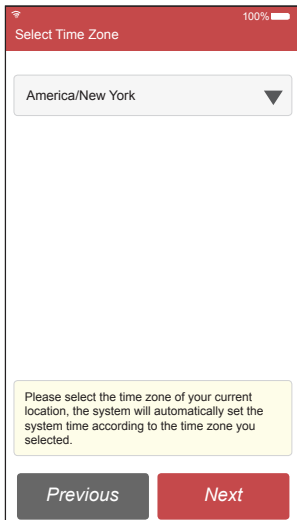 100%
Select Time Zone
America/New York
Please select the time zone of your current
location, the system will automatically set the
system time according to the time zone you
selected.
Previous
Next